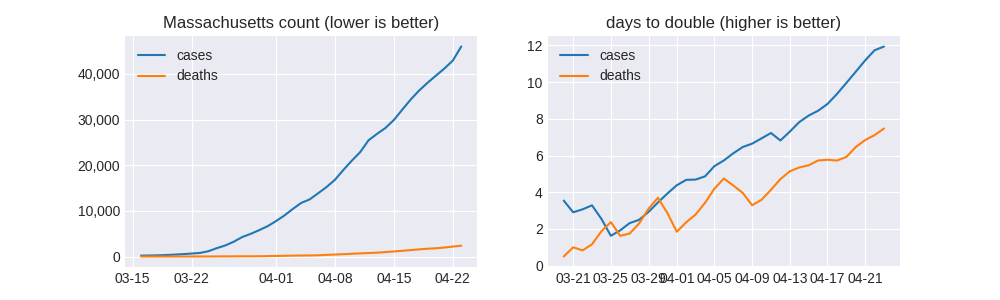 Massachusetts count (lower is better)
cases
deaths
40,000
30,000
20,000
10,000
0
03-15 03-22 04-01 04-08 04-15 04-22
days to double (higher is better)
cases
deaths
12
10
8
6
4
2
0
03-21 03-25 03-29 04-01 04-05 04-09 04-13 04-17 04-21